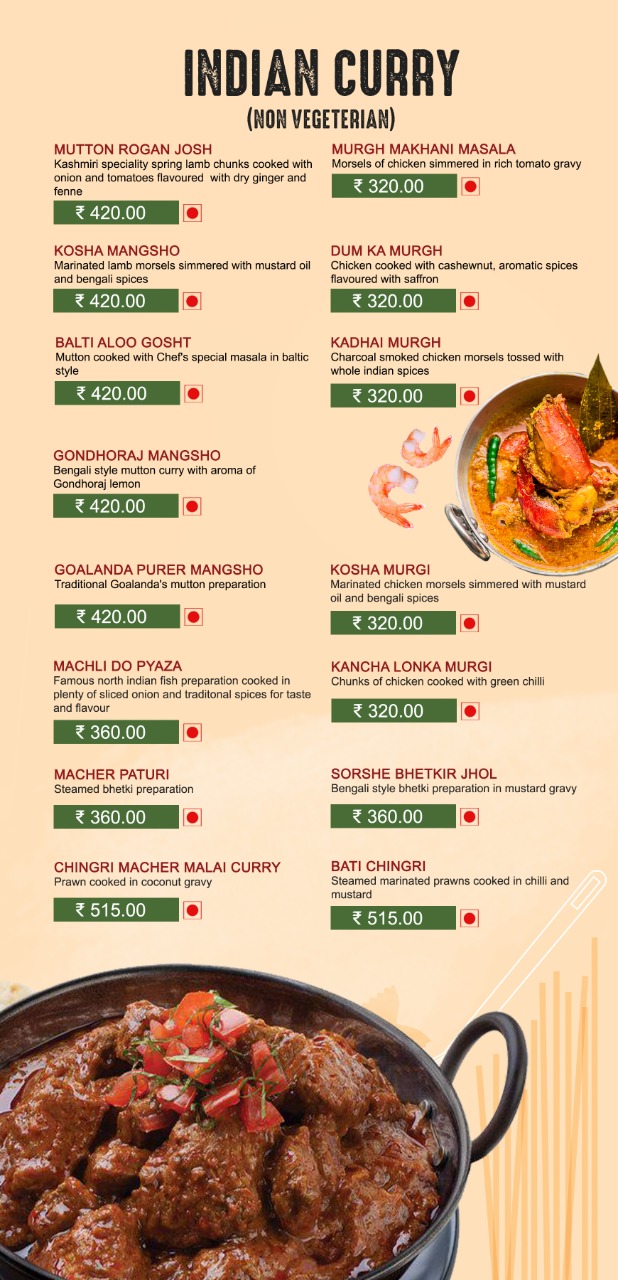 INDIAN CURRY
(NON VEGETERIAN)
MUTTON ROGAN JOSH
Kashmiri speciality spring lamb chunks cooked with
onion and tomatoes flavoured with dry ginger and
fenne
₹ 420.00
KOSHA MANGSHO
Marinated lamb morsels simmered with mustard oil
and bengali spices
₹ 420.00
BALTI ALOO GOSHT
Mutton cooked with Chef's special masala in baltic
style
₹ 420.00
GONDHORAJ MANGSHO
Bengali style mutton curry with aroma of
Gondhoraj lemon
₹ 420.00
GOALANDA PURER MANGSHO
Traditional Goalanda's mutton preparation
₹ 420.00
MACHLI DO PYAZA
Famous north indian fish preparation cooked in
plenty of sliced onion and traditonal spices for taste
and flavour
₹ 360.00
MACHER PATURI
Steamed bhetki preparation
₹ 360.00
CHINGRI MACHER MALAI CURRY
Prawn cooked in coconut gravy
₹ 515.00
MURGH MAKHANI MASALA
Morsels of chicken simmered in rich tomato gravy
₹ 320.00
DUM KA MURGH
Chicken cooked with cashewnut, aromatic spices
flavoured with saffron
₹ 320.00
KADHAI MURGH
Charcoal smoked chicken morsels tossed with
whole indian spices
₹ 320.00
KOSHA MURGI
Marinated chicken morsels simmered with mustard
oil and bengali spices
₹ 320.00
KANCHA LONKA MURGI
Chunks of chicken cooked with green chilli
₹ 320.00
SORSHE BHETKIR JHOL
Bengali style bhetki preparation in mustard gravy
₹ 360.00
BATI CHINGRI
Steamed marinated prawns cooked in chilli and
mustard
₹ 515.00